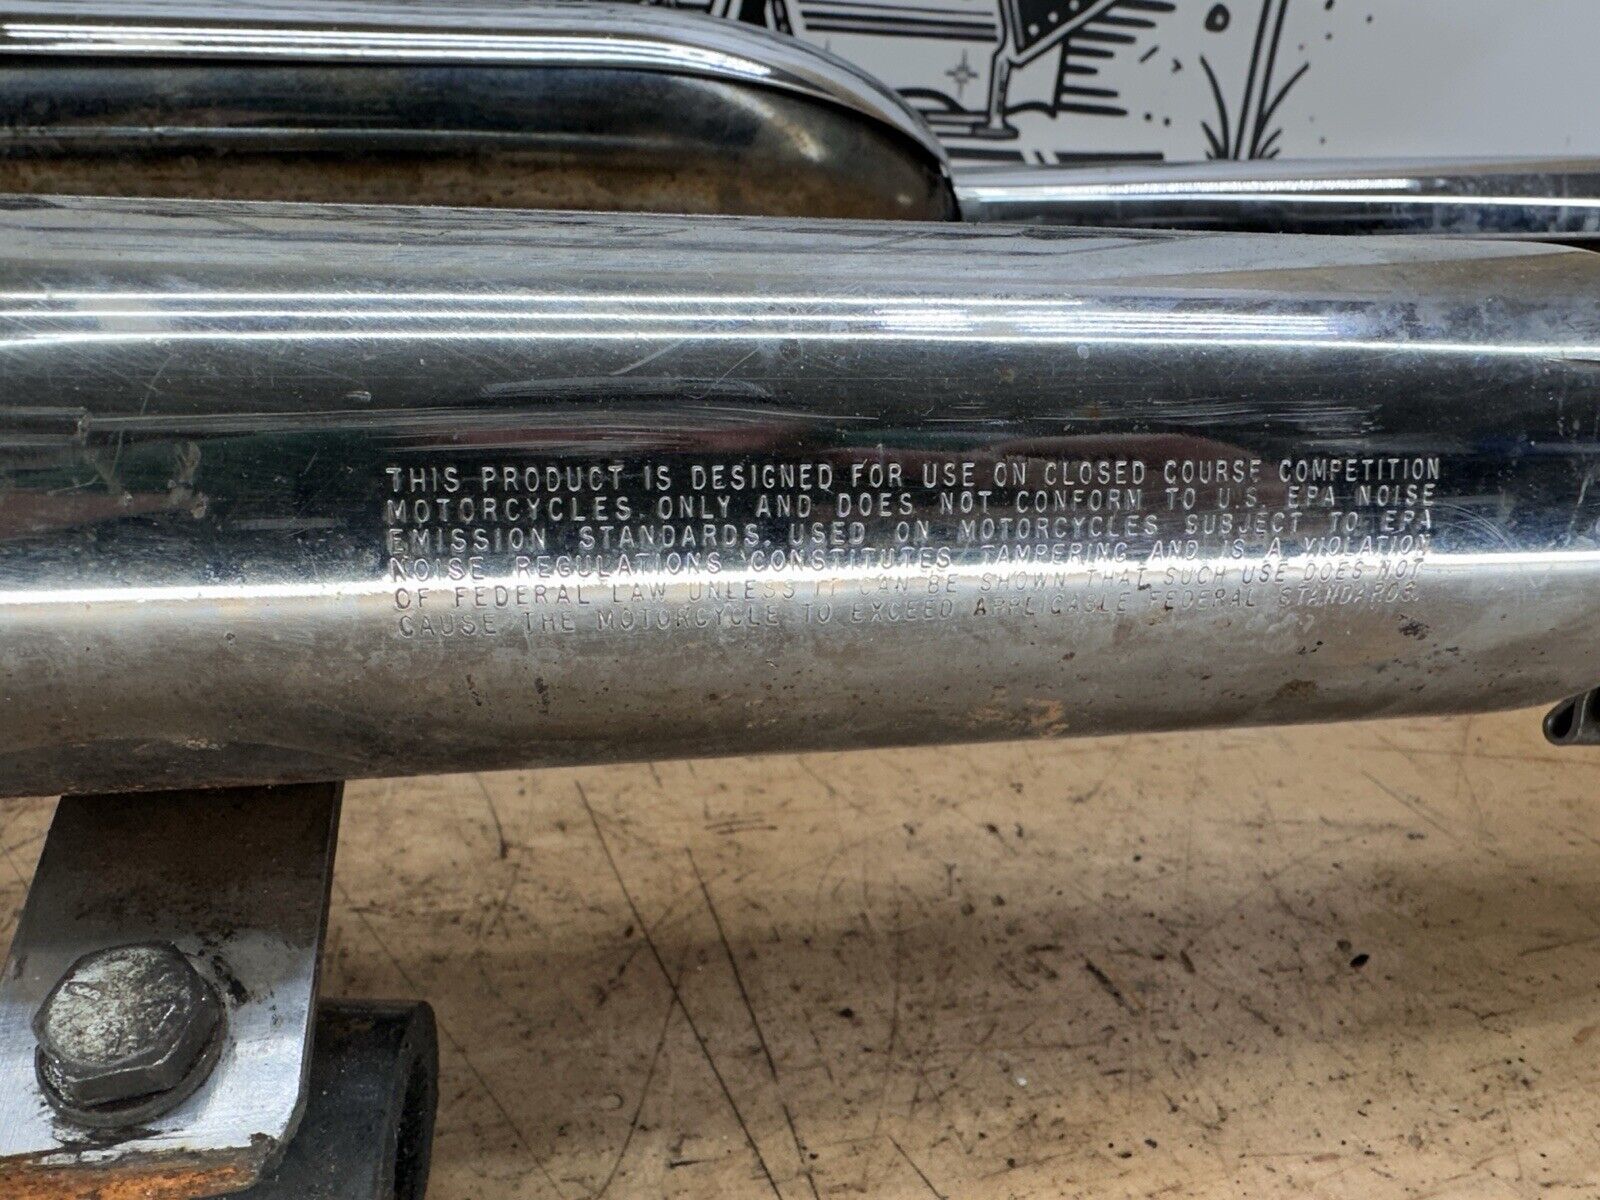 THIS PRODUCT IS DESIGNED FOR USE ON CLOSED COURSE COMPETITION
MOTORCYCLES ONLY AND DOES NOT CONFORM TO U.S. EPA NOISE
EMISSION STANDARDS. USED ON MOTORCYCLES SUBJECT TO EPA
NOISE REGULATIONS CONSTITUTES TAMPERING AND IS A VIOLATION
OF FEDERAL LAW UNLESS IT CAN BE SHOWN THAT SUCH USE DOES NOT
CAUSE THE MOTORCYCLE TO EXCEED APPLICABLE FEDERAL STANDARDS.